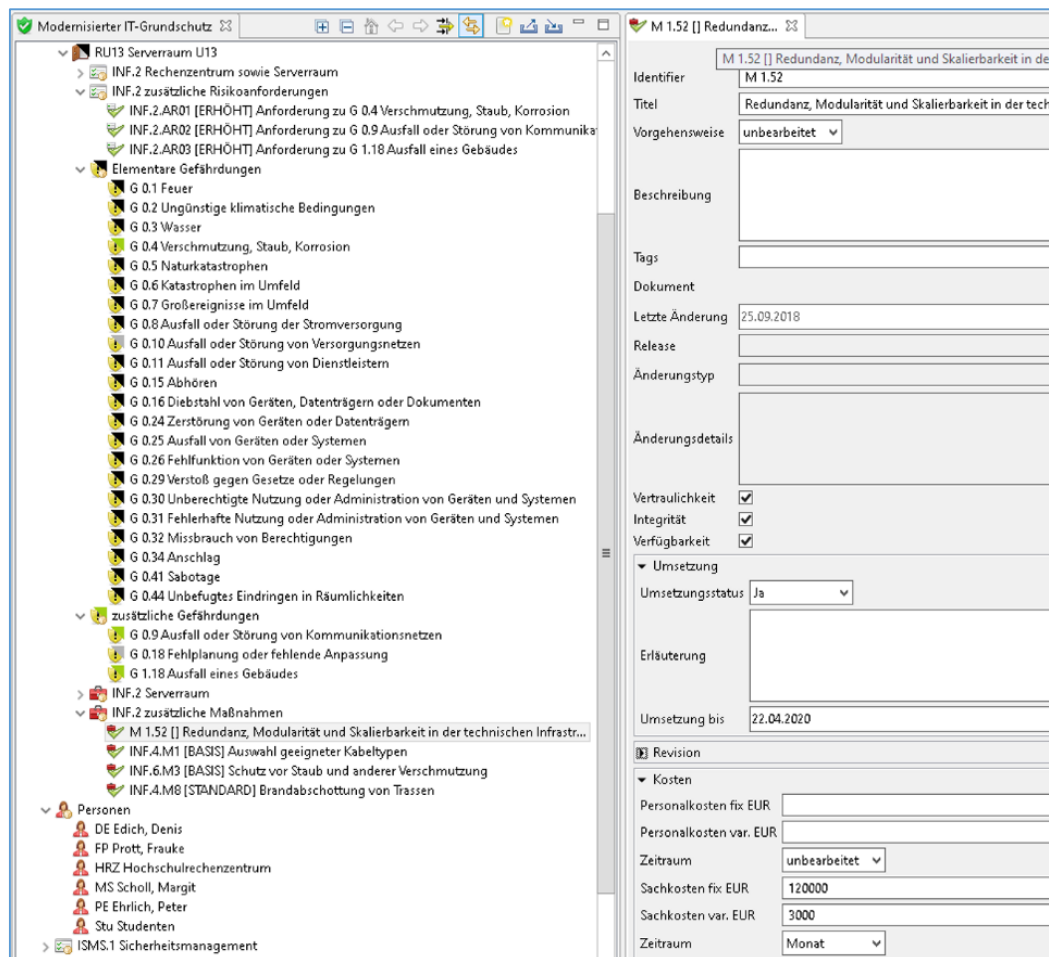 Modernisierter IT-Grundschutz
RU13 Serverraum U13
INF.2 Rechenzentrum sowie Serverraum
INF.2 zusätzliche Risikoanforderungen
INF.2.AR01 [ERHÖHT] Anforderung zu G 0.4 Verschmutzung, Staub, Korrosion
INF.2.AR02 [ERHÖHT] Anforderung zu G 0.9 Ausfall oder Störung von Kommunika
INF.2.AR03 [ERHÖHT] Anforderung zu G 1.18 Ausfall eines Gebäudes
Elementare Gefährdungen
G 0.1 Feuer
G 0.2 Ungünstige klimatische Bedingungen
G 0.3 Wasser
G 0.4 Verschmutzung, Staub, Korrosion
G 0.5 Naturkatastrophen
G 0.6 Katastrophen im Umfeld
G 0.7 Großereignisse im Umfeld
G 0.8 Ausfall oder Störung der Stromversorgung
G 0.10 Ausfall oder Störung von Versorgungsnetzen
G 0.11 Ausfall oder Störung von Dienstleistern
G 0.15 Abhören
G 0.16 Diebstahl von Geräten, Datenträgern oder Dokumenten
G 0.24 Zerstörung von Geräten oder Datenträgern
G 0.25 Ausfall von Geräten oder Systemen
G 0.26 Fehlfunktion von Geräten oder Systemen
G 0.29 Verstoß gegen Gesetze oder Regelungen
G 0.30 Unberechtigte Nutzung oder Administration von Geräten und Systemen
G 0.31 Fehlerhafte Nutzung oder Administration von Geräten und Systemen
G 0.32 Missbrauch von Berechtigungen
G 0.34 Anschlag
G 0.41 Sabotage
G 0.44 Unbefugtes Eindringen in Räumlichkeiten
zusätzliche Gefährdungen
G 0.9 Ausfall oder Störung von Kommunikationsnetzen
G 0.18 Fehlplanung oder fehlende Anpassung
G 1.18 Ausfall eines Gebäudes
INF.2 Serverraum
INF.2 zusätzliche Maßnahmen
M 1.52 [] Redundanz, Modularität und Skalierbarkeit in der technischen Infrastr...
INF.4.M1 [BASIS] Auswahl geeigneter Kabeltypen
INF.6.M3 [BASIS] Schutz vor Staub und anderer Verschmutzung
INF.4.M8 [STANDARD] Brandabschottung von Trassen
Personen
DE Edich, Denis
FP Prott, Frauke
HRZ Hochschulrechenzentrum
MS Scholl, Margit
PE Ehrlich, Peter
Stu Studenten
ISMS.1 Sicherheitsmanagement
M 1.52 [] Redundanz...
M 1.52 [] Redundanz, Modularität und Skalierbarkeit in de
Identifier M 1.52
Titel Redundanz, Modularität und Skalierbarkeit in der tech
Vorgehensweise unbearbeitet
Beschreibung
Tags
Dokument
Letzte Änderung 25.09.2018
Release
Änderungstyp
Änderungsdetails
Vertraulichkeit
Integrität
Verfügbarkeit
Umsetzung
Umsetzungsstatus Ja
Erläuterung
Umsetzung bis 22.04.2020
Revision
Kosten
Personalkosten fix EUR
Personalkosten var. EUR
Zeitraum unbearbeitet
Sachkosten fix EUR 120000
Sachkosten var. EUR 3000
Zeitraum Monat